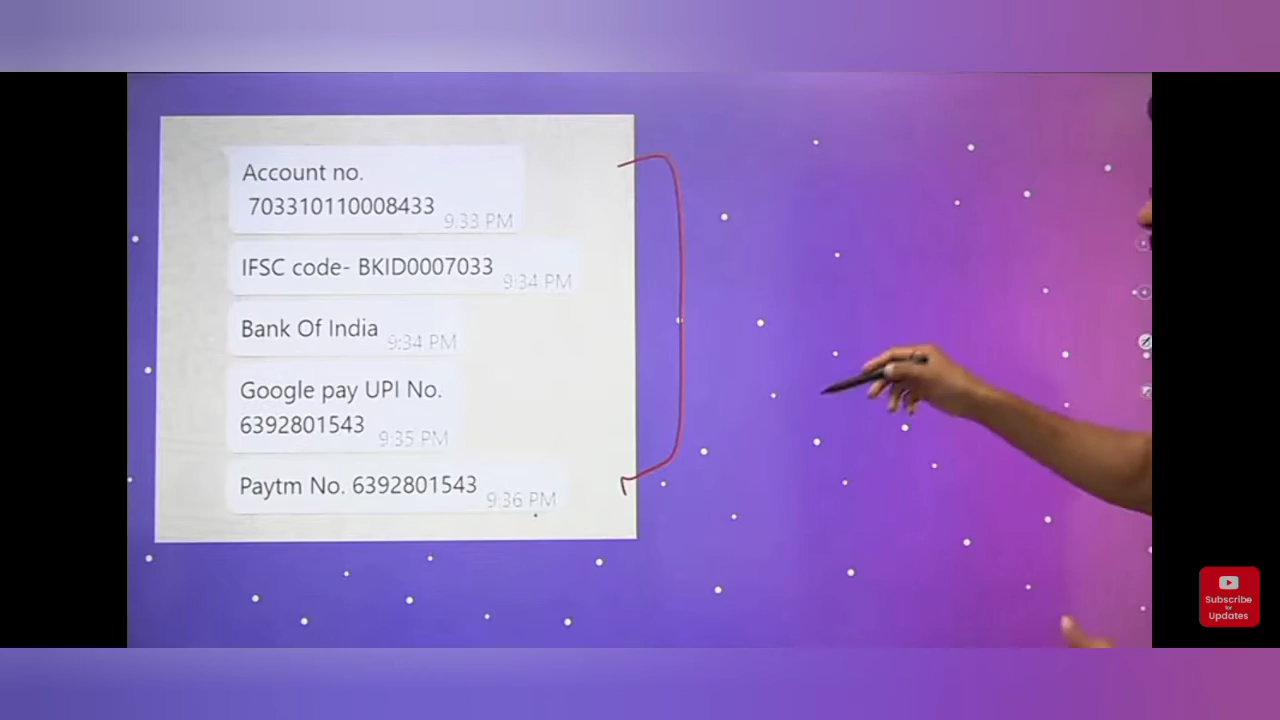 Account no.
703310110008433
9:33 PM
IFSC code- BKID0007033
9:34 PM
Bank Of India
9:34 PM
Google pay UPI No.
6392801543
9:35 PM
Paytm No. 6392801543
9:36 PM
Subscribe
for
Updates